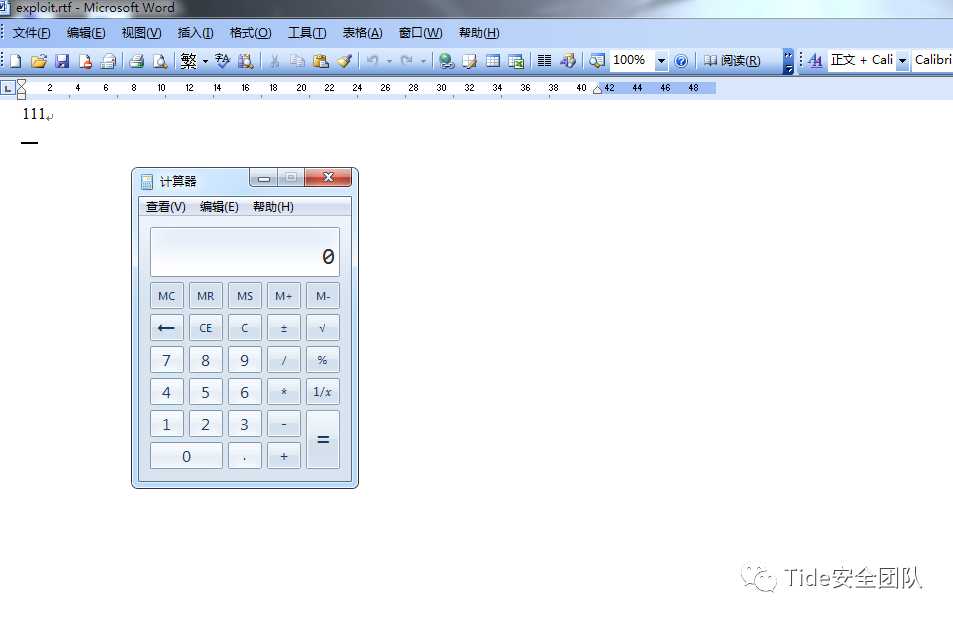 exploit.rtf - Microsoft Word
文件(F) 编辑(E) 视图(V) 插入(I) 格式(O) 工具(T) 表格(A) 窗口(W) 帮助(H)
繁 100% 阅读(R) 正文 + Cali Calibri
L 2 4 6 8 10 12 14 16 18 20 22 24 26 28 30 32 34 36 38 40 42 44 46 48
111
计算器
查看(V) 编辑(E) 帮助(H)
0
MC MR MS M+ M-
← CE C ± √
7 8 9 / %
4 5 6 * 1/x
1 2 3 - =
0 . +
Tide安全团队